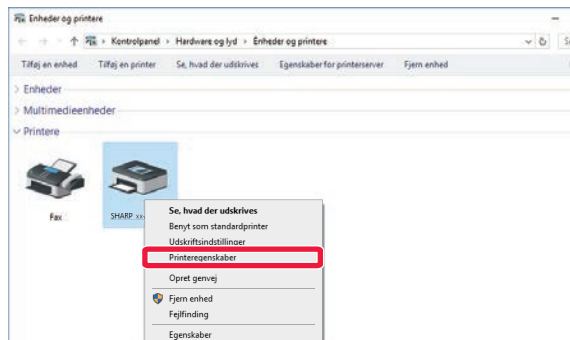 Enheder og printere
Kontrolpanel › Hardware og lyd › Enheder og printere
Tilføj en enhed Tilføj en printer Se, hvad der udskrives Egenskaber for printerserver Fjern enhed
Enheder
Multimedieenheder
Printere
Fax
SHARP
Se, hvad der udskrives
Benyt som standardprinter
Udskriftsindstillinger
Printeregenskaber
Opret genvej
Fjern enhed
Fejlfinding
Egenskaber